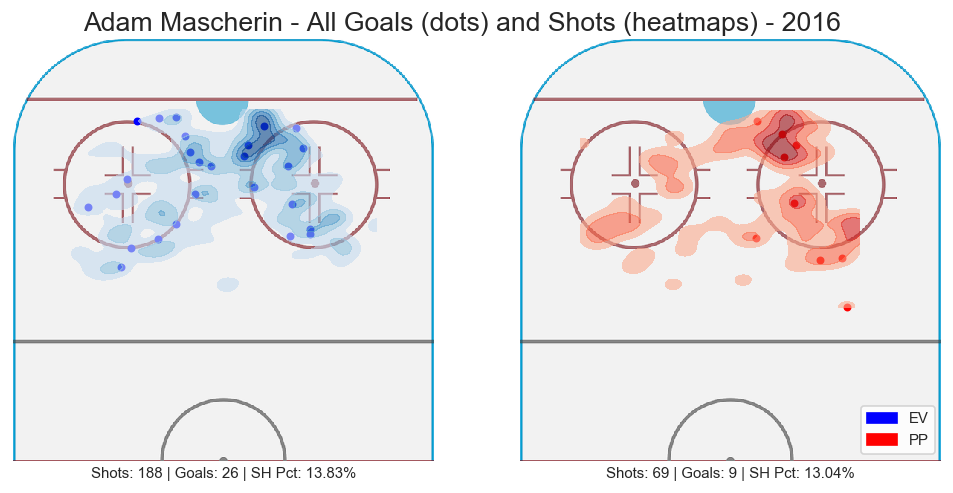 Adam Mascherin - All Goals (dots) and Shots (heatmaps) - 2016
EV
PP
Shots: 188 | Goals: 26 | SH Pct: 13.83%
Shots: 69 | Goals: 9 | SH Pct: 13.04%